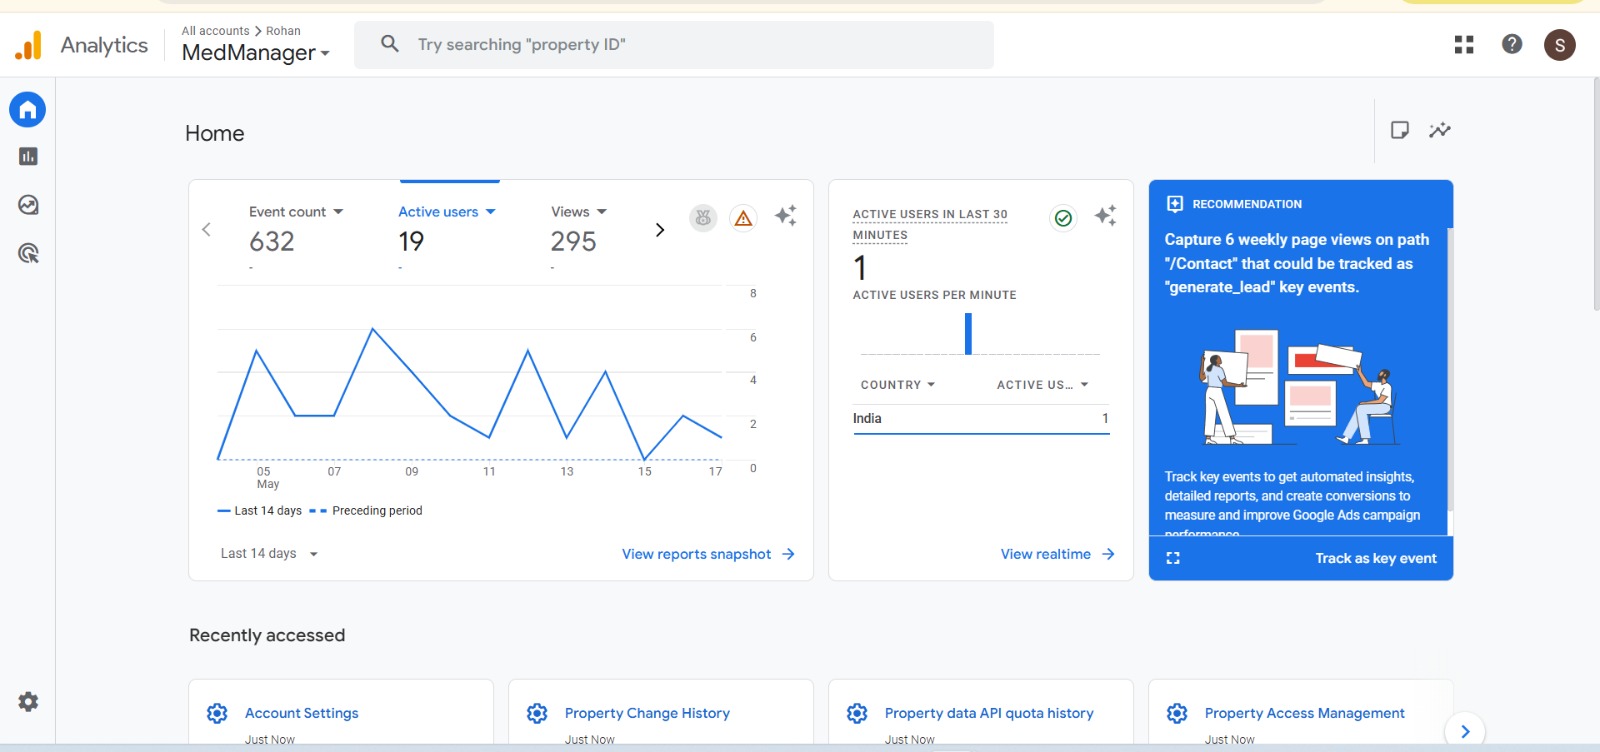 Analytics
All accounts > Rohan
MedManager
Try searching "property ID"
S
Home
Event count
632
-
Active users
19
-
Views
295
-
8
6
4
2
0
05
May
07
09
11
13
15
17
Last 14 days
Preceding period
Last 14 days
View reports snapshot
ACTIVE USERS IN LAST 30
MINUTES
1
ACTIVE USERS PER MINUTE
COUNTRY
ACTIVE US...
India
1
View realtime
RECOMMENDATION
Capture 6 weekly page views on path
"/Contact" that could be tracked as
"generate_lead" key events.
Track key events to get automated insights,
detailed reports, and create conversions to
measure and improve Google Ads campaign
performance
Track as key event
Recently accessed
Account Settings
Just Now
Property Change History
Just Now
Property data API quota history
Just Now
Property Access Management
Just Now